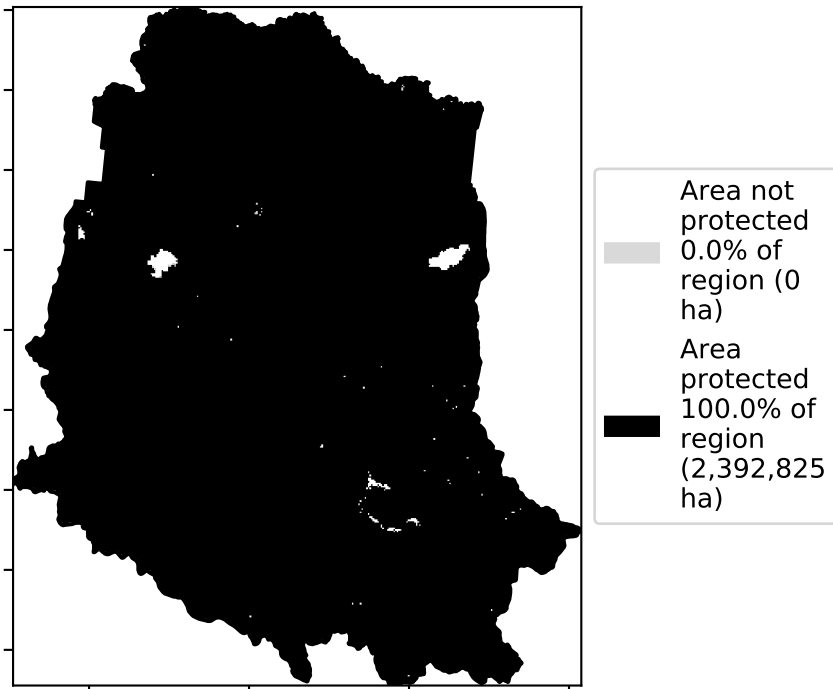 Area not
protected
0.0% of
region (0
ha)
Area
protected
100.0% of
region
(2,392,825
ha)